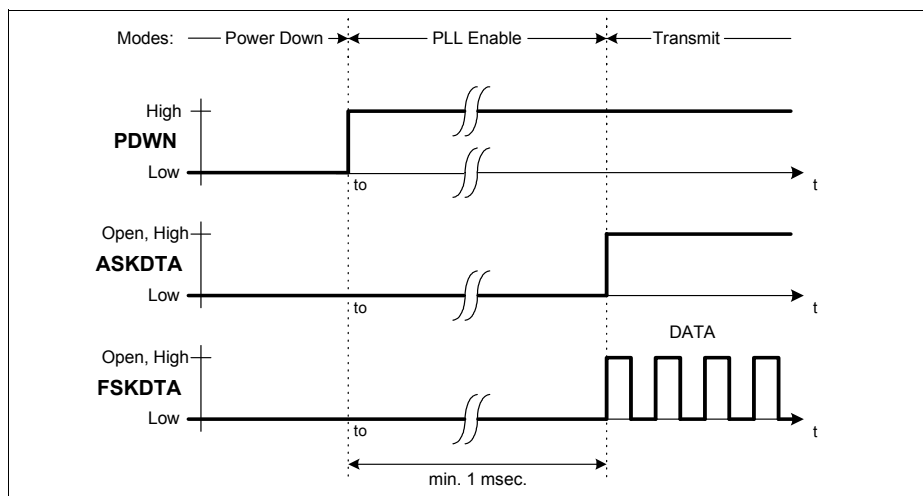 Modes: Power Down PLL Enable Transmit
High
PDWN
Low
to
t
Open, High
ASKDTA
Low
to
t
DATA
Open, High
FSKDTA
Low
to
t
min. 1 msec.